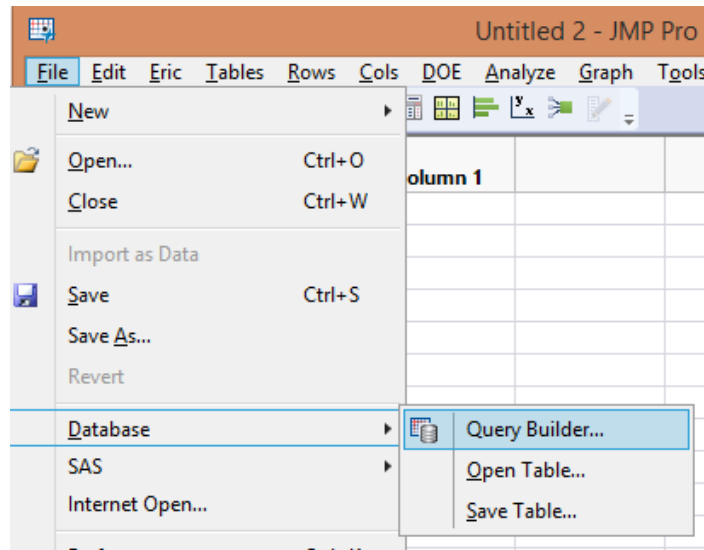 Untitled 2 - JMP Pro
File Edit Eric Tables Rows Cols DOE Analyze Graph Tools
New
Open... Ctrl+O
olumn 1
Close Ctrl+W
Import as Data
Save Ctrl+S
Save As...
Revert
Database
Query Builder...
SAS
Open Table...
Internet Open...
Save Table...